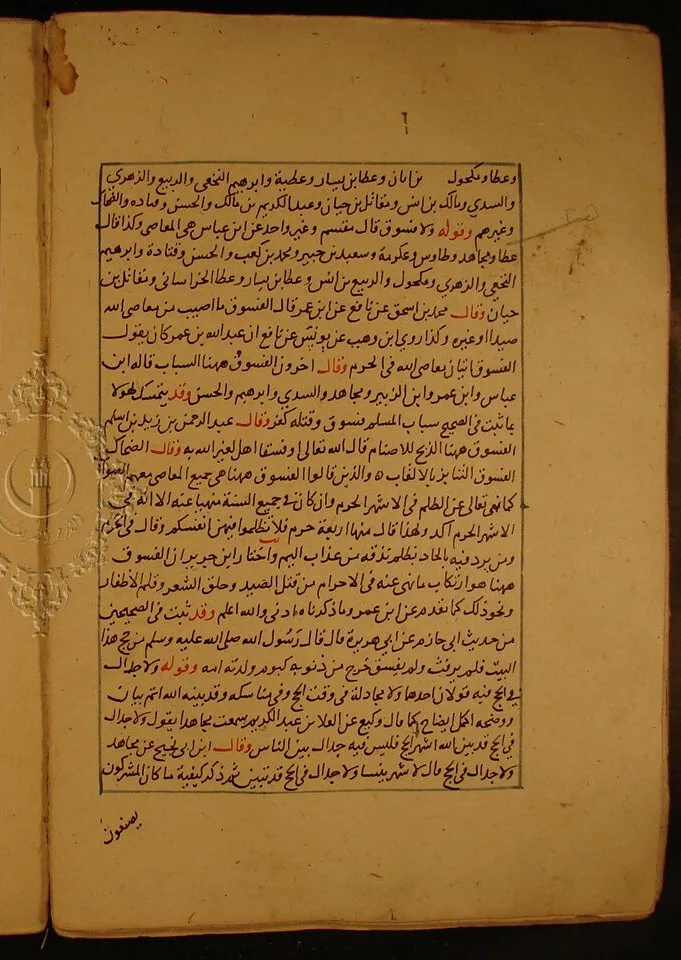 وعطا ومكحول بن ابان وعطا بن يسار وعطية وابرهيم النخعي والربيع والزهري
والسدي ومالك بن انس ومقاتل بن حيان وعبد الكريم بن مالك والحسن وقتاده والضحاك
وغيرهم وقوله ولا فسوق قال مقسم وغير واحد عن ابن عباس هي المعاصي وكذا قال
عطا ومجاهد وطاوس وعكرمة وسعيد بن جبير ومحمد بن كعب والحسن وقتادة وابرهيم
النخعي والزهري ومكحول والربيع بن انس وعطا بن يسار وعطا الخراساني ومقاتل بن
حيان وقال محمد بن اسحق عن نافع عن ابن عمر قال الفسوق ما اصيب من معاصي الله
صيدا او غيره وكذا روي ابن وهب عن يونس عن نافع ان عبد الله بن عمر كان يقول
الفسوق اتيان معاصي الله في الحرم وقال اخرون الفسوق ههنا السباب قاله ابن
عباس وابن عمر وابن الزبير ومجاهد والسدي وابرهيم والحسن وقد يتمسك لهولا
بما ثبت في الصحيح سباب المسلم فسوق وقتاله كفر وقال عبد الرحمن بن زيد بن اسلم
الفسوق ههنا الذبح للاصنام قال الله تعالى او فسقا اهل لغير الله به وقال الضحاك
الفسوق التنابز بالالقاب والذين قالوا الفسوق ههنا هي جميع المعاصي معهم الصواب
كما نهى تعالى عن الظلم في الاشهر الحرم وان كان في جميع السنة منهيا عنه الا انه في
الاشهر الحرم اكد ولهذا قال منها اربعة حرم فلا تظلموا فيهن انفسكم وقال في الحرم
ومن يرد فيه بالحاد بظلم نذقه من عذاب اليم واختار ابن جرير ان الفسوق
ههنا هو ارتكاب ما نهي عنه في الاحرام من قتل الصيد وحلق الشعر وقلم الاظفار
ونحو ذلك كما تقدم عن ابن عمر وما ذكرناه ادني والله اعلم وقد ثبت في الصحيحين
من حديث ابي حازم عن ابي هريرة قال قال رسول الله صلى الله عليه وسلم من حج هذا
البيت فلم يرفث ولم يفسق خرج من ذنوبه كيوم ولدته امه وقوله ولا جدال
في الحج فيه قولان احدها ولا مجادلة في وقت الحج وفي مناسكه وقد بينه الله اتم بيان
ووضحه اكمل ايضاح كما قال وكيع عن العلا بن عبد الكريم سمعت مجاهدا يقول ولا جدال
في الحج قد بين الله اشهر الحج فليس فيه جدال بين الناس وقال ابن ابي نجيح عن مجاهد
ولا جدال في الحج قال لا شهر ينسا ولا جدال في الحج قد تبين ثم ذكر كيفية ما كان المشركون
يصنعون